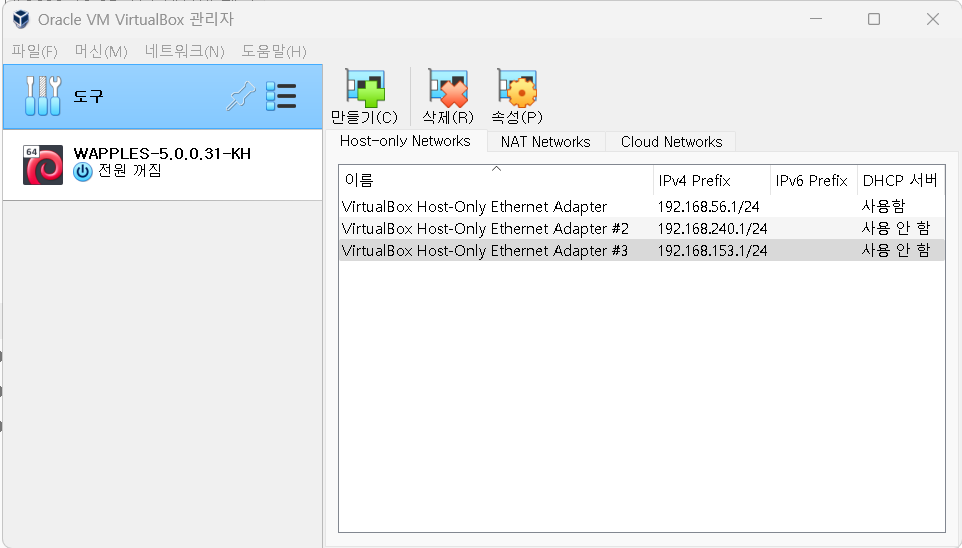 Oracle VM VirtualBox 관리자
파일(F) 머신(M) 네트워크(N) 도움말(H)
도구
만들기(C) 삭제(R) 속성(P)
64
WAPPLES-5.0.0.31-KH
전원 꺼짐
Host-only Networks NAT Networks Cloud Networks
이름 IPv4 Prefix IPv6 Prefix DHCP 서버
VirtualBox Host-Only Ethernet Adapter 192.168.56.1/24 사용함
VirtualBox Host-Only Ethernet Adapter #2 192.168.240.1/24 사용 안 함
VirtualBox Host-Only Ethernet Adapter #3 192.168.153.1/24 사용 안 함